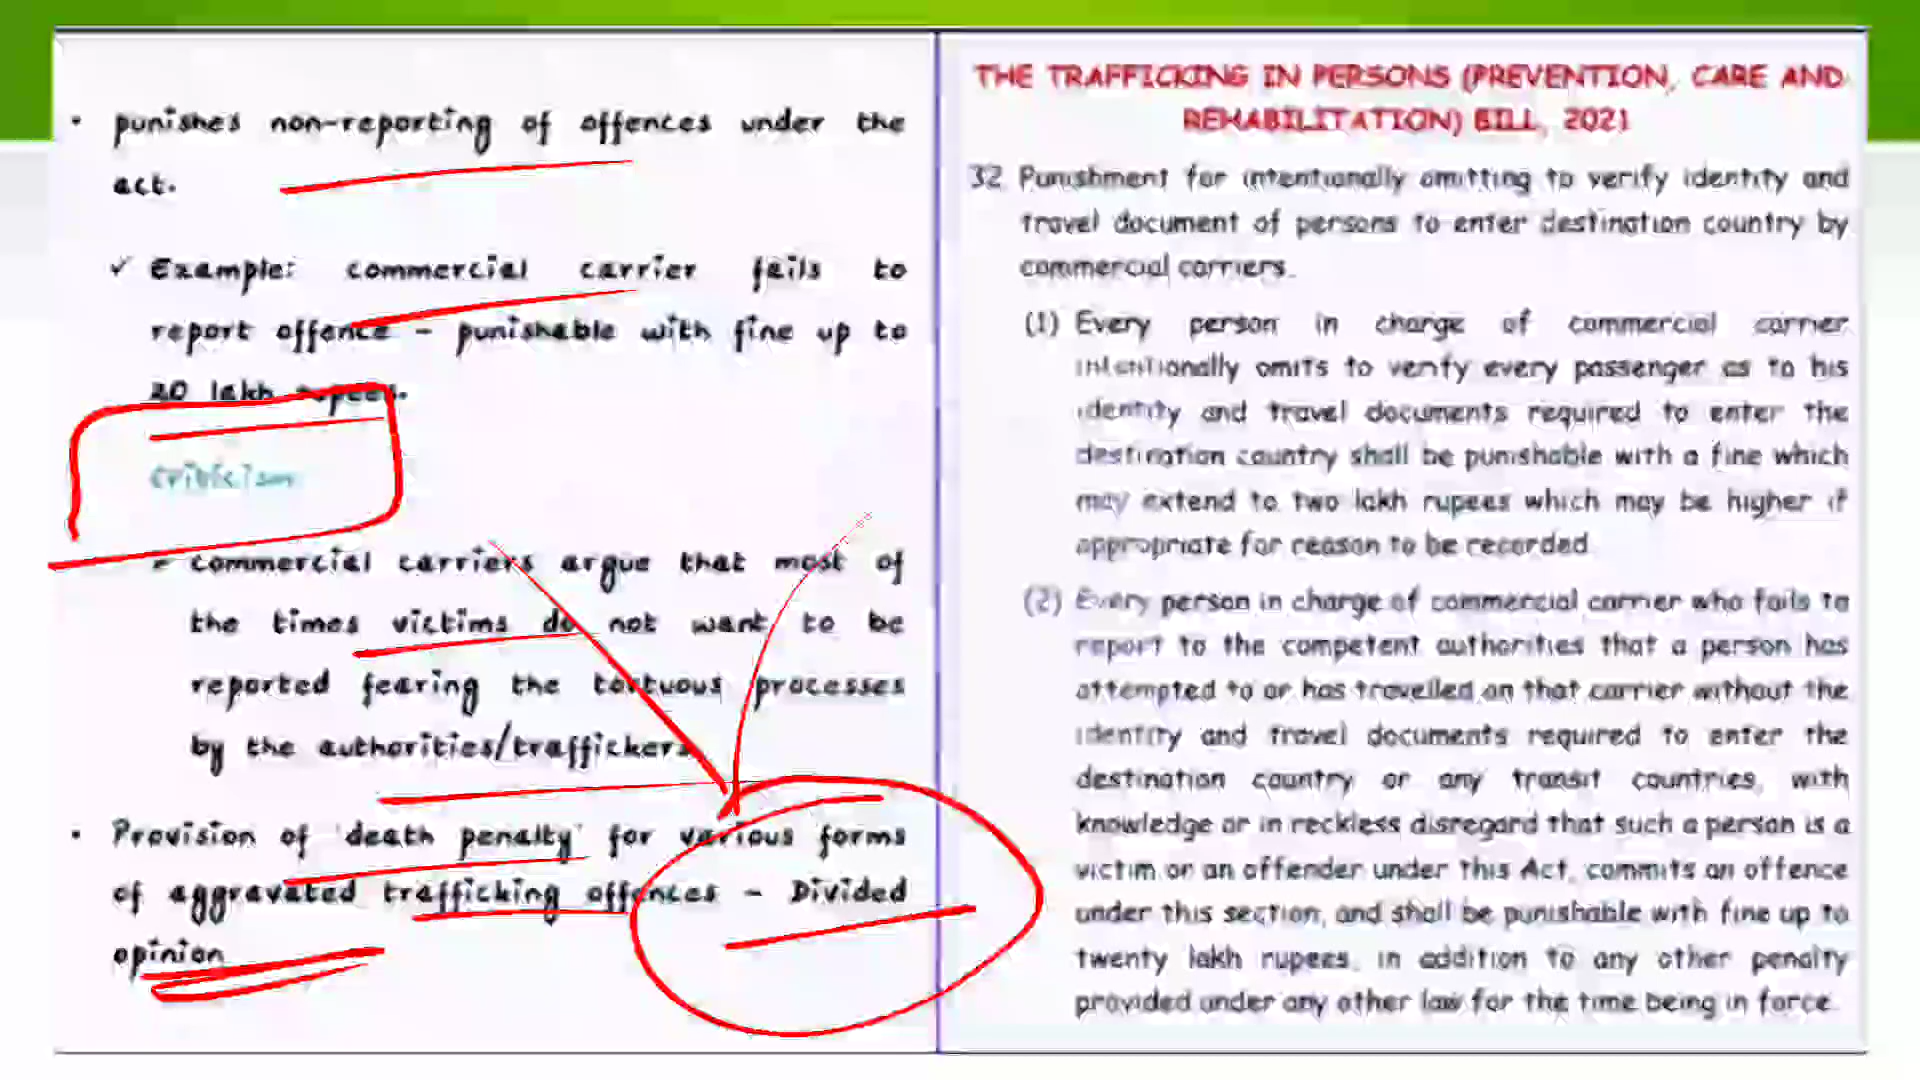 • punishes non-reporting of offences under the
act.
✓ Example: commercial carrier fails to
report offence – punishable with fine up to
20 lakh rupees.
Criticism
➢ commercial carriers argue that most of
the times victims do not want to be
reported fearing the tortuous processes
by the authorities/traffickers
• Provision of 'death penalty' for various forms
of aggravated trafficking offences – Divided
opinion
THE TRAFFICKING IN PERSONS (PREVENTION, CARE AND
REHABILITATION) BILL, 2021
32. Punishment for intentionally omitting to verify identity and
travel document of persons to enter destination country by
commercial carriers.
(1) Every person in charge of commercial carrier
intentionally omits to verify every passenger as to his
identity and travel documents required to enter the
destination country shall be punishable with a fine which
may extend to two lakh rupees which may be higher if
appropriate for reason to be recorded.
(2) Every person in charge of commercial carrier who fails to
report to the competent authorities that a person has
attempted to or has travelled on that carrier without the
identity and travel documents required to enter the
destination country or any transit countries, with
knowledge or in reckless disregard that such a person is a
victim or an offender under this Act, commits an offence
under this section, and shall be punishable with fine up to
twenty lakh rupees, in addition to any other penalty
provided under any other law for the time being in force.